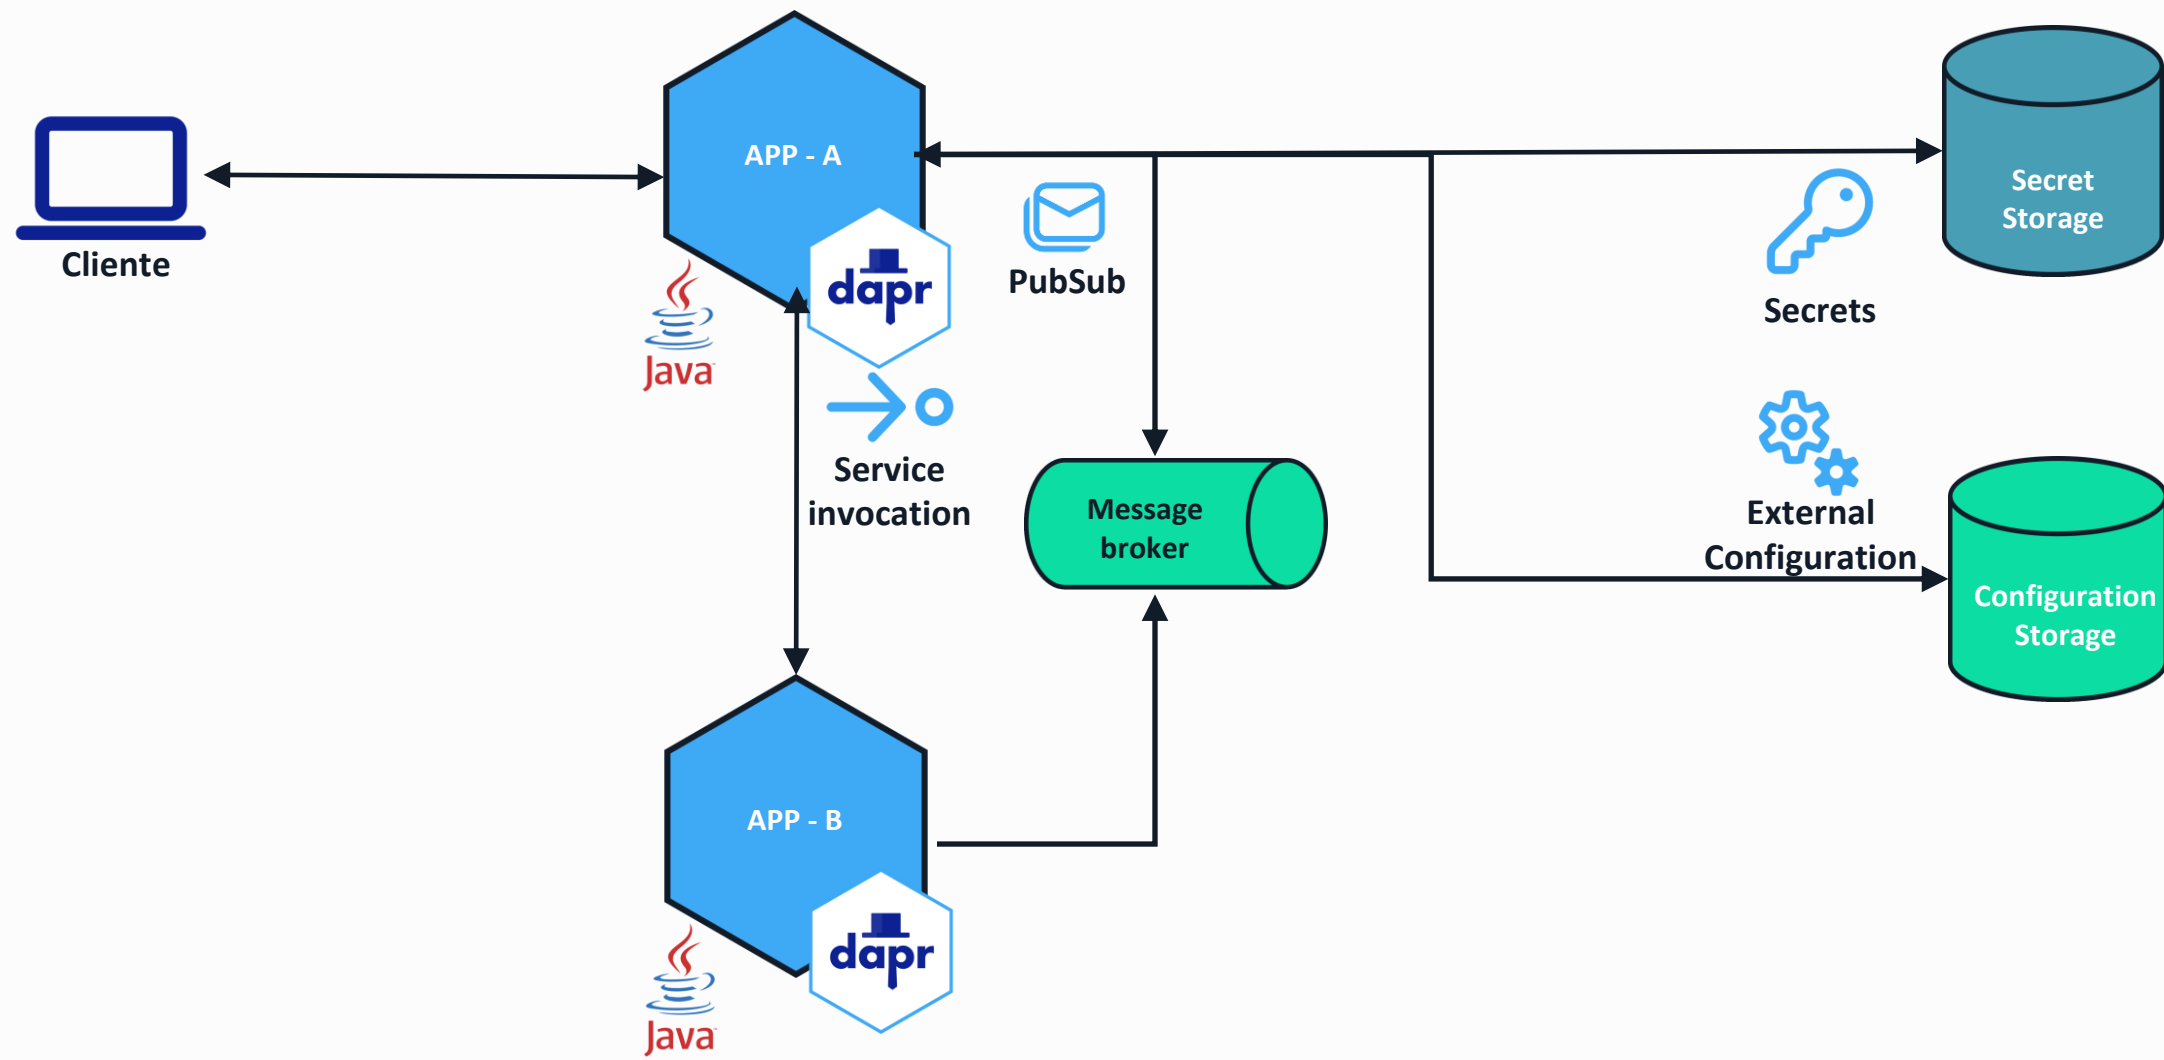 Cliente
APP - A
dapr
Java
PubSub
Secrets
Secret
Storage
Service
invocation
Message
broker
External
Configuration
Configuration
Storage
APP - B
dapr
Java